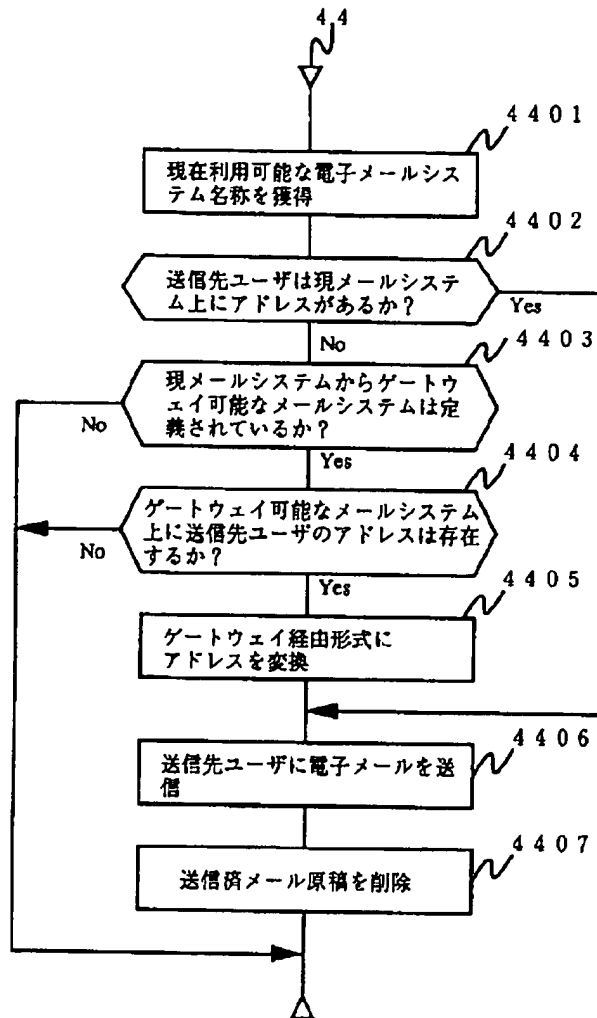 44
4401
現在利用可能な電子メールシス
テム名称を獲得
4402
送信先ユーザは現メールシステ
ム上にアドレスがあるか？
Yes
No
4403
現メールシステムからゲートウ
ェイ可能なメールシステムは定
義されているか？
No
Yes
4404
ゲートウェイ可能なメールシステム
上に送信先ユーザのアドレスは存在
するか？
No
Yes
4405
ゲートウェイ経由形式に
アドレスを変換
4406
送信先ユーザに電子メールを送
信
4407
送信済メール原稿を削除